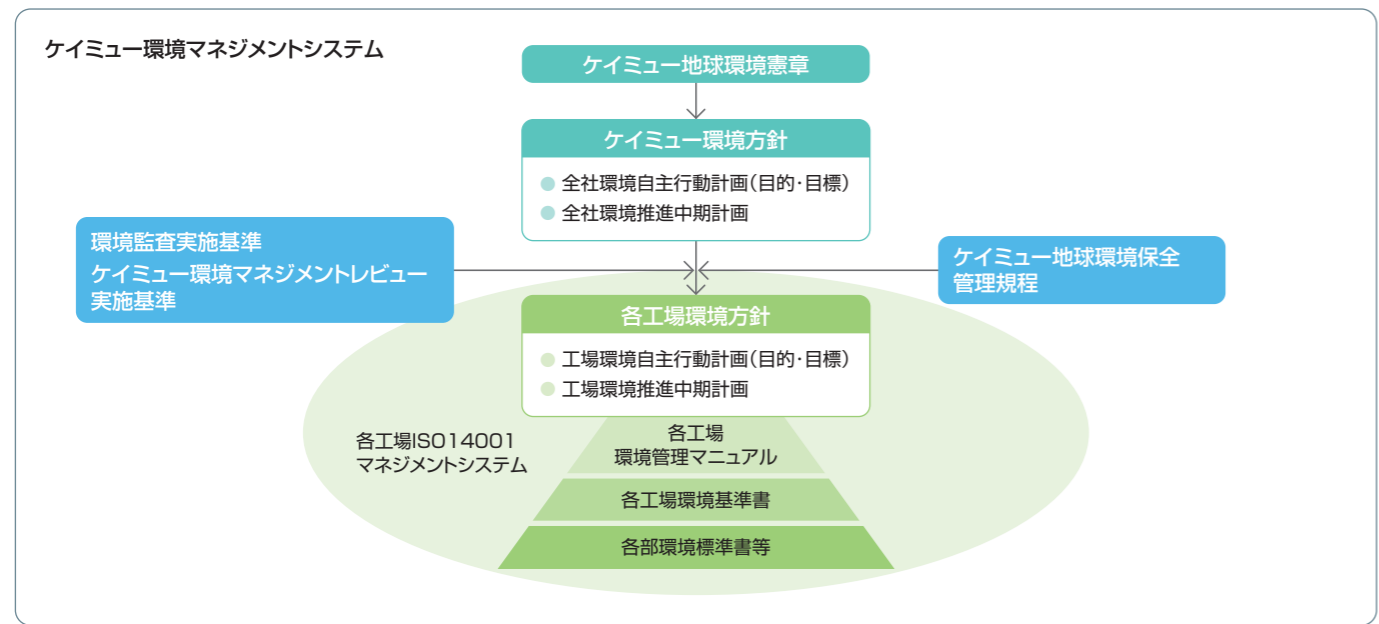 ケイミュー環境マネジメントシステム
ケイミュー地球環境憲章
ケイミュー環境方針
全社環境自主行動計画(目的・目標)
全社環境推進中期計画
環境監査実施基準
ケイミュー環境マネジメントレビュー
実施基準
ケイミュー地球環境保全
管理規程
各工場環境方針
工場環境自主行動計画(目的・目標)
工場環境推進中期計画
各工場ISO14001
マネジメントシステム
各工場
環境管理マニュアル
各工場環境基準書
各部環境標準書等